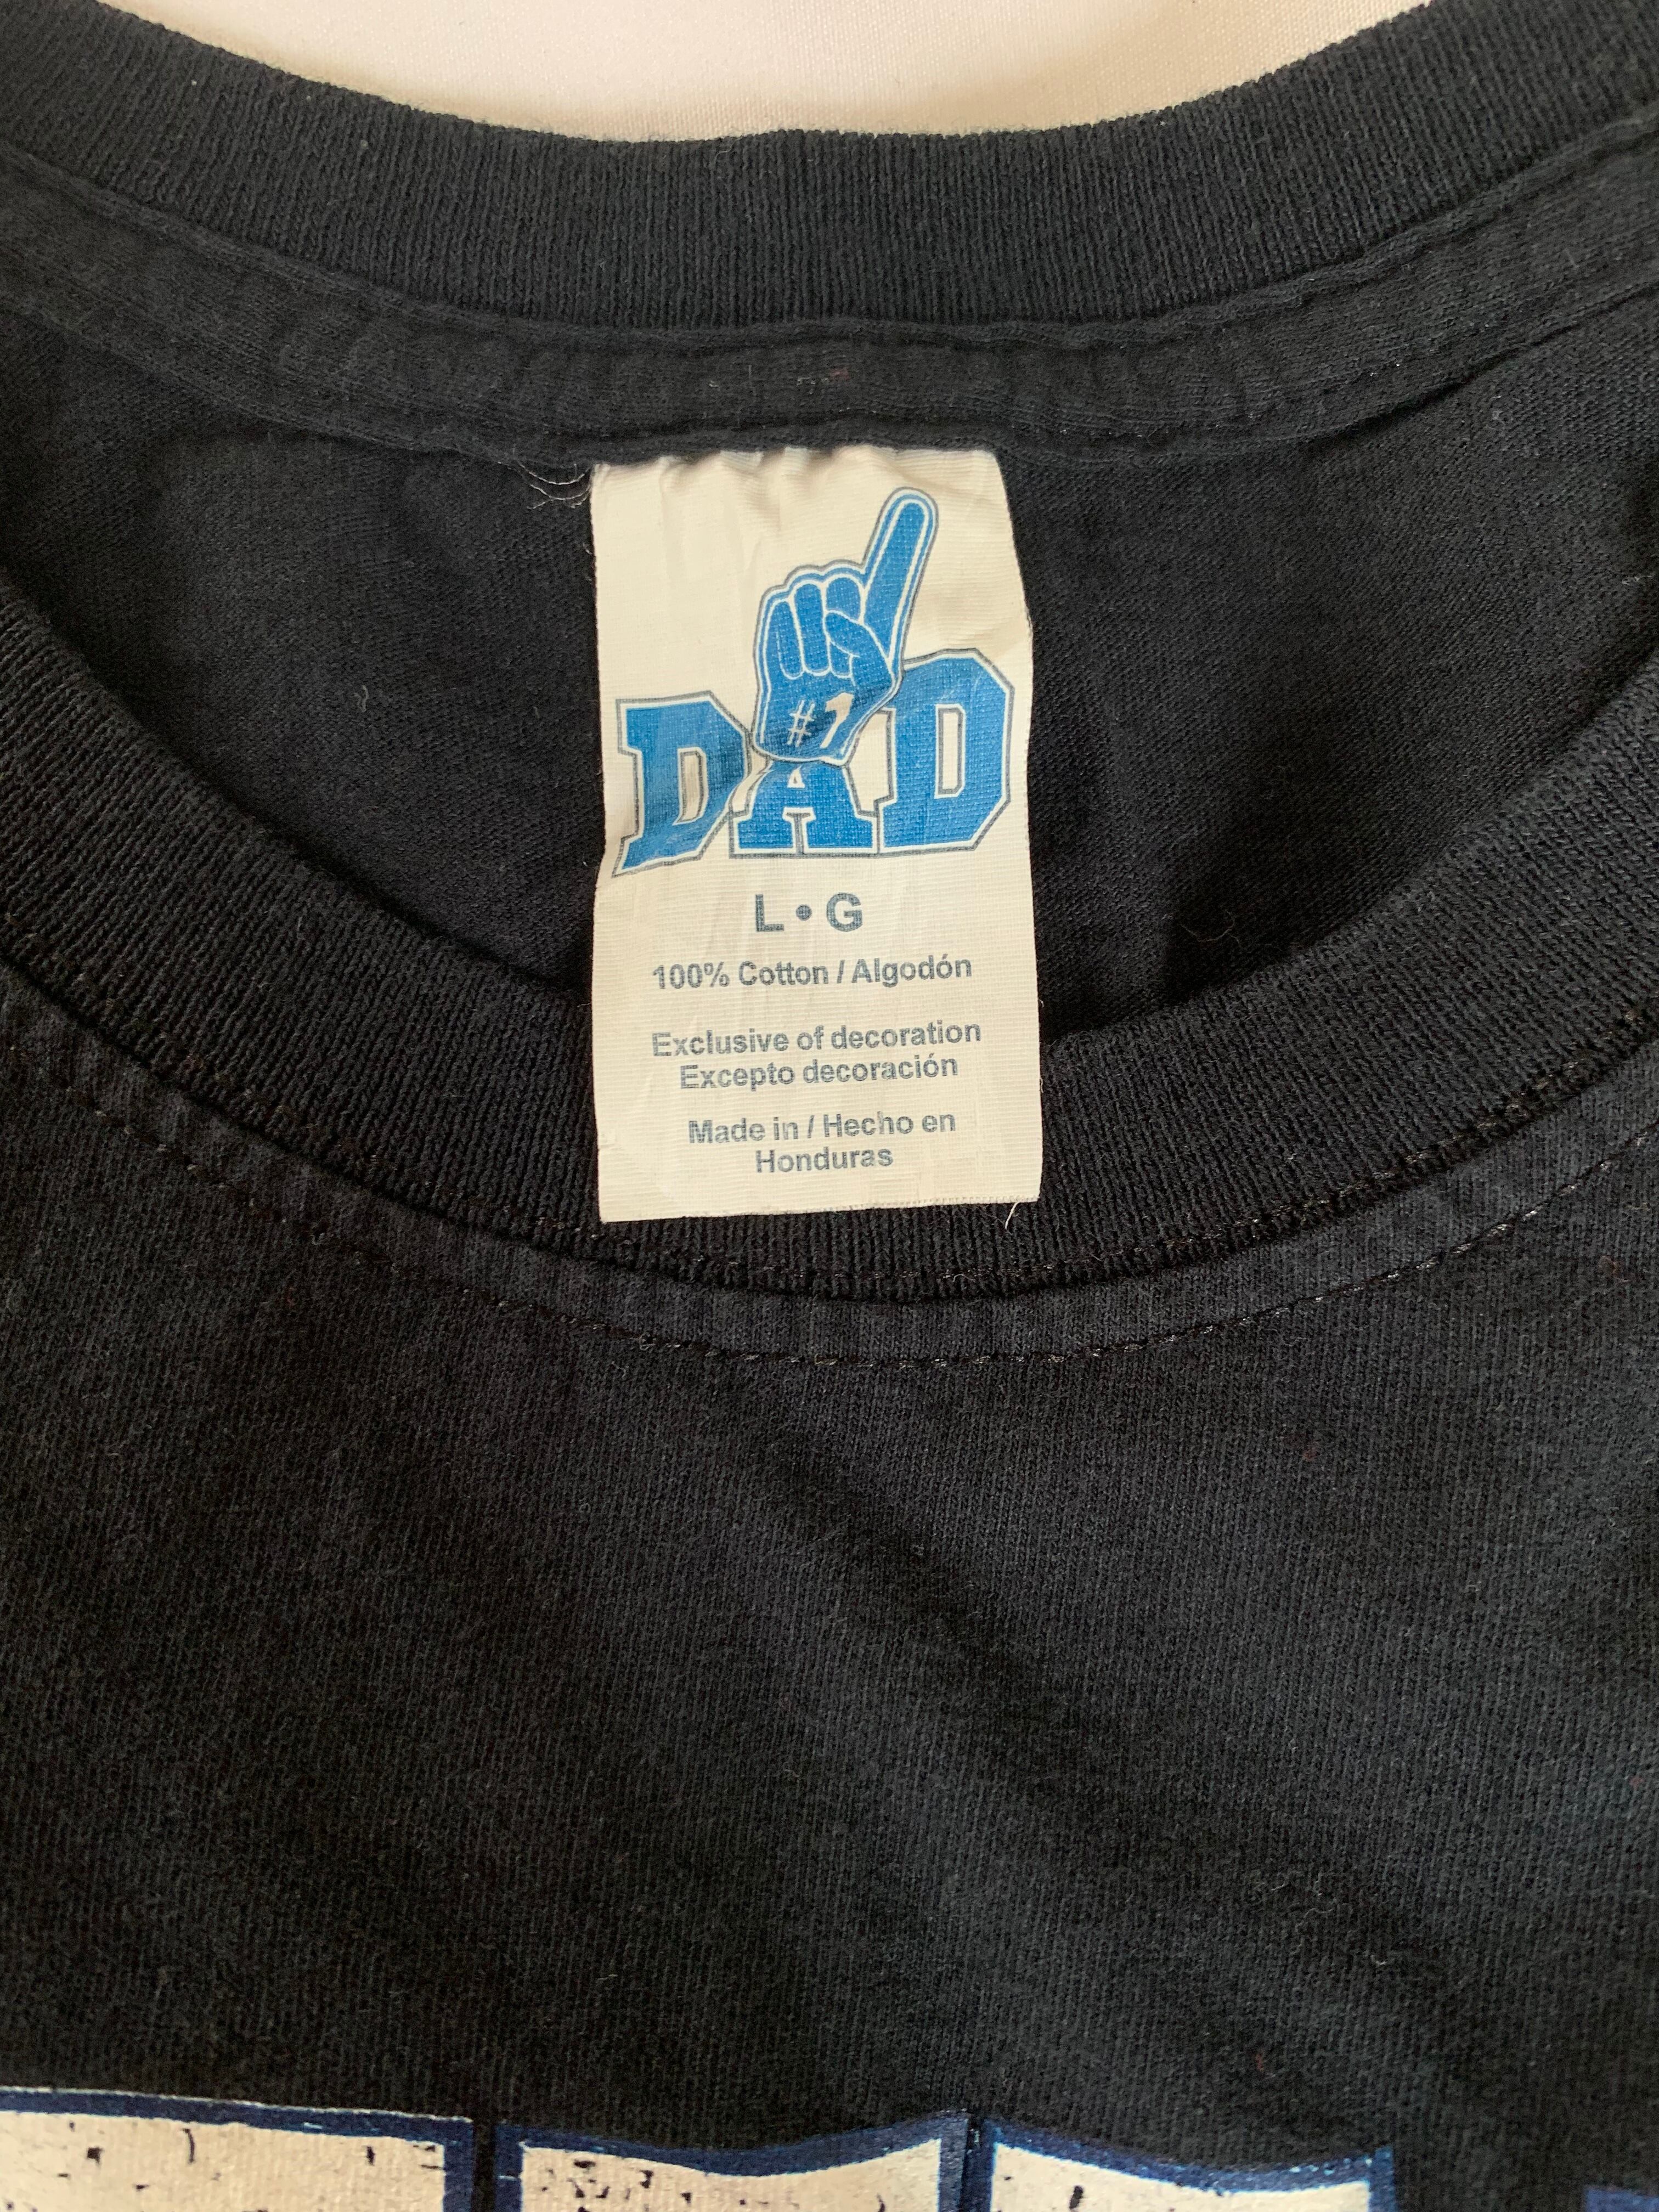 #1
DAD
L • G
100% Cotton / Algodón
Exclusive of decoration
Excepto decoración
Made in / Hecho en
Honduras